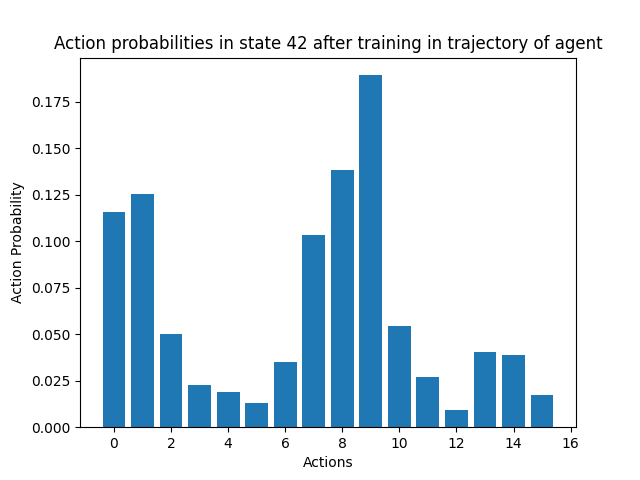 Action probabilities in state 42 after training in trajectory of agent
0.175
0.150
0.125
0.100
0.075
0.050
0.025
0.000
Action Probability
0 2 4 6 8 10 12 14 16
Actions